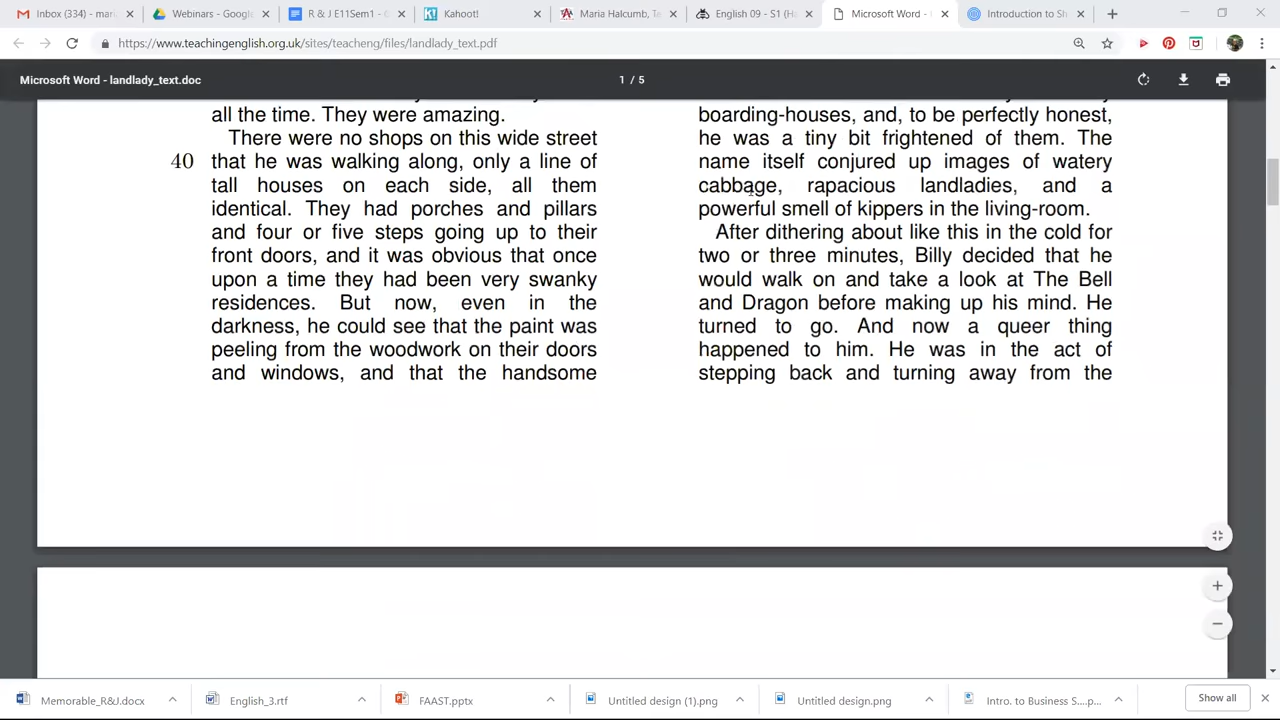 Inbox (334) - mari
Webinars - Google
R & J E11Sem1 - G
Kahoot!
Maria Halcumb, Te
English 09 - S1 (Ho
Microsoft Word -
Introduction to Sh
https://www.teachingenglish.org.uk/sites/teacheng/files/landlady_text.pdf
Microsoft Word - landlady_text.doc
1 / 5
all the time. They were amazing.
There were no shops on this wide street
40 that he was walking along, only a line of
tall houses on each side, all them
identical. They had porches and pillars
and four or five steps going up to their
front doors, and it was obvious that once
upon a time they had been very swanky
residences. But now, even in the
darkness, he could see that the paint was
peeling from the woodwork on their doors
and windows, and that the handsome
boarding-houses, and, to be perfectly honest,
he was a tiny bit frightened of them. The
name itself conjured up images of watery
cabbage, rapacious landladies, and a
powerful smell of kippers in the living-room.
After dithering about like this in the cold for
two or three minutes, Billy decided that he
would walk on and take a look at The Bell
and Dragon before making up his mind. He
turned to go. And now a queer thing
happened to him. He was in the act of
stepping back and turning away from the
Memorable_R&J.docx
English_3.rtf
FAAST.pptx
Untitled design (1).png
Untitled design.png
Intro. to Business S....p...
Show all